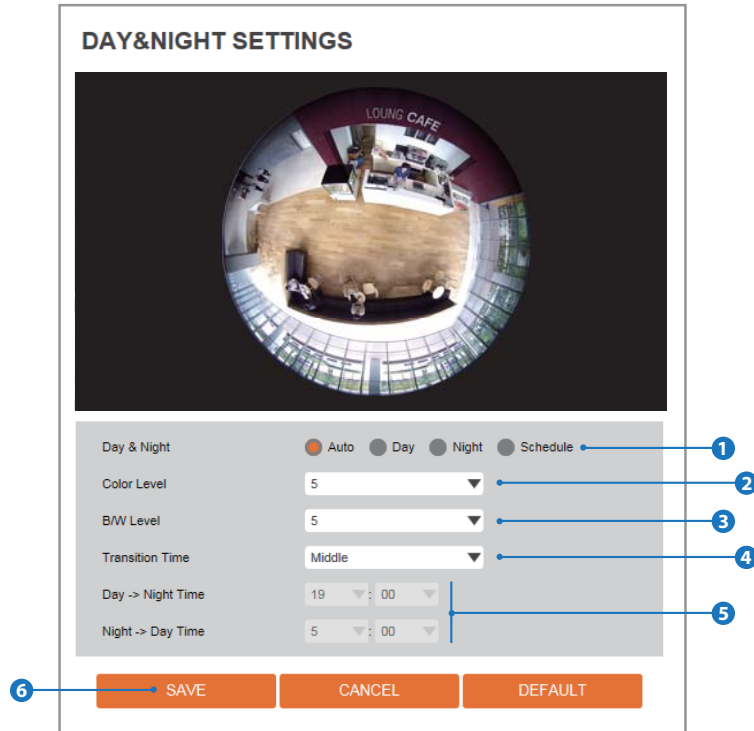 DAY&NIGHT SETTINGS
LOUNG CAFE
Day & Night Auto Day Night Schedule 1
Color Level 5 2
B/W Level 5 3
Transition Time Middle 4
Day -> Night Time 19 : 00
5
Night -> Day Time 5 : 00
6 SAVE CANCEL DEFAULT